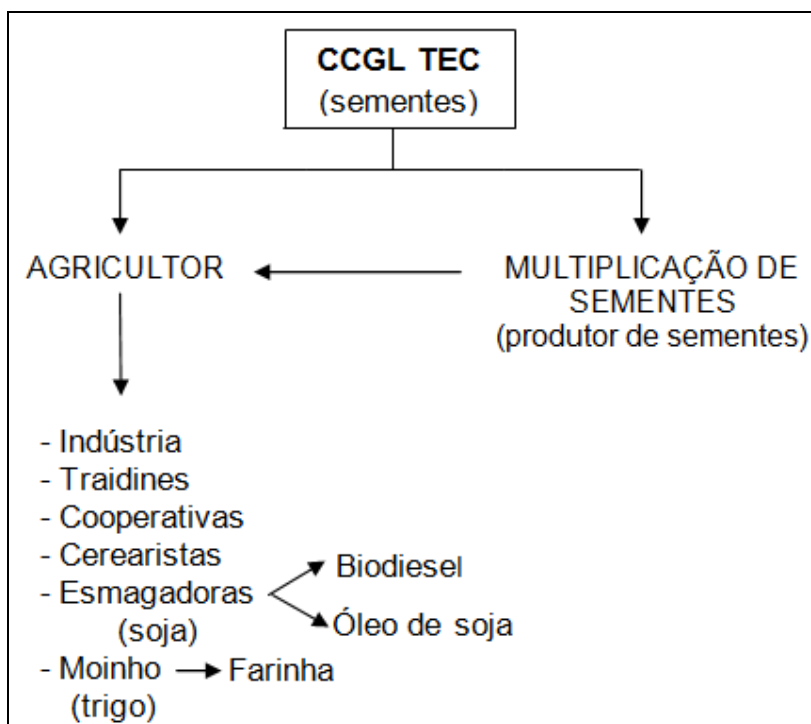 CCGL TEC
(sementes)
AGRICULTOR
MULTIPLICAÇÃO DE
SEMENTES
(produtor de sementes)
- Indústria
- Traidines
- Cooperativas
- Cerearistas
- Esmagadoras
(soja)
Biodiesel
Óleo de soja
- Moinho
(trigo)
Farinha